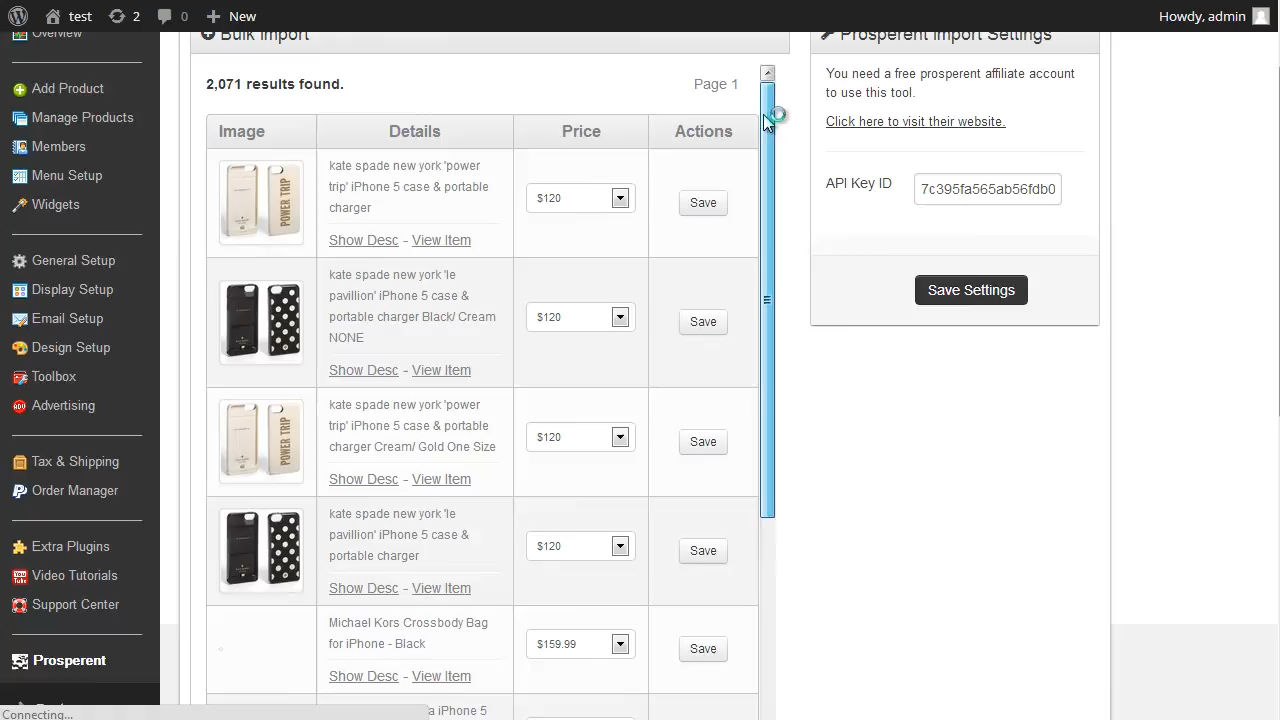 test
2
0
New
Howdy, admin
Overview
Add Product
Manage Products
Members
Menu Setup
Widgets
General Setup
Display Setup
Email Setup
Design Setup
Toolbox
Advertising
Tax & Shipping
Order Manager
Extra Plugins
Video Tutorials
Support Center
Prosperent
Connecting...
Bulk Import
2,071 results found.
Page 1
Image
Details
Price
Actions
POWER TRIP
kate spade new york 'power
trip' iPhone 5 case & portable
charger
Show Desc - View Item
$120
Save
kate spade new york 'le
pavillion' iPhone 5 case &
portable charger Black/ Cream
NONE
Show Desc - View Item
$120
Save
POWER TRIP
kate spade new york 'power
trip' iPhone 5 case & portable
charger Cream/ Gold One Size
Show Desc - View Item
$120
Save
kate spade new york 'le
pavillion' iPhone 5 case &
portable charger
Show Desc - View Item
$120
Save
Michael Kors Crossbody Bag
for iPhone - Black
Show Desc - View Item
$159.99
Save
a iPhone 5
Prosperent Import Settings
You need a free prosperent affiliate account
to use this tool.
Click here to visit their website.
API Key ID
7c395fa565ab56fdb0
Save Settings